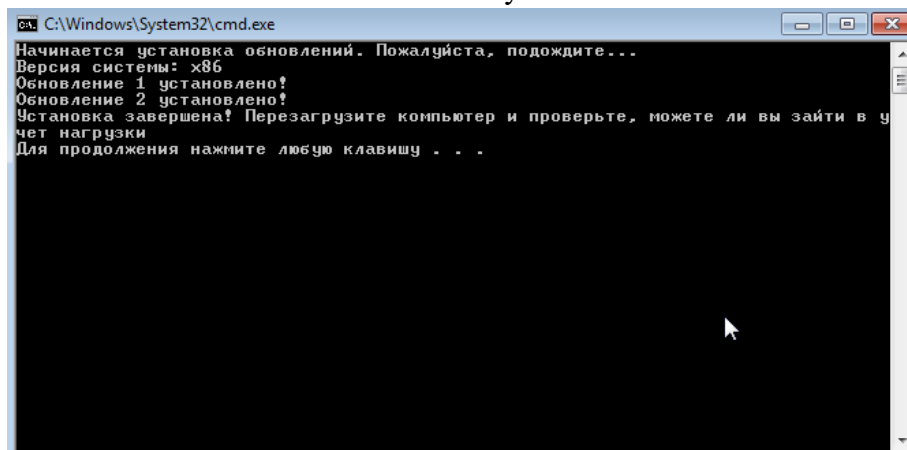 C:\Windows\System32\cmd.exe
Начинается установка обновлений. Пожалуйста, подождите...
Версия системы: x86
Обновление 1 установлено!
Обновление 2 установлено!
Установка завершена! Перезагрузите компьютер и проверьте, можете ли вы зайти в у
чет нагрузки
Для продолжения нажмите любую клавишу . . .